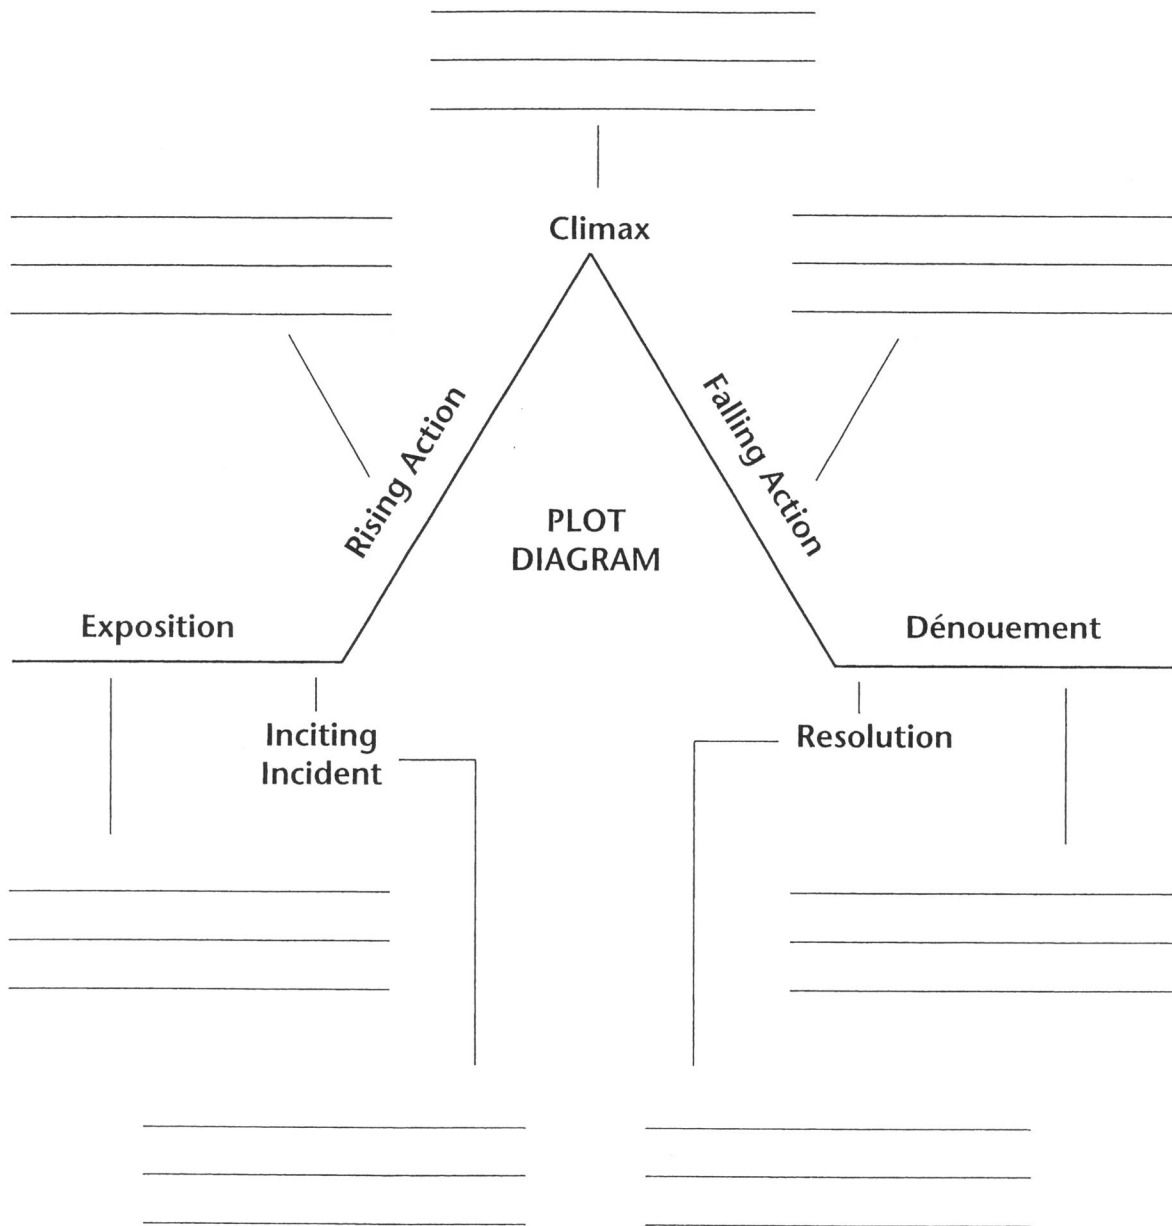 Climax
Rising Action
Falling Action
PLOT
DIAGRAM
Exposition
Dénouement
Inciting
Incident
Resolution